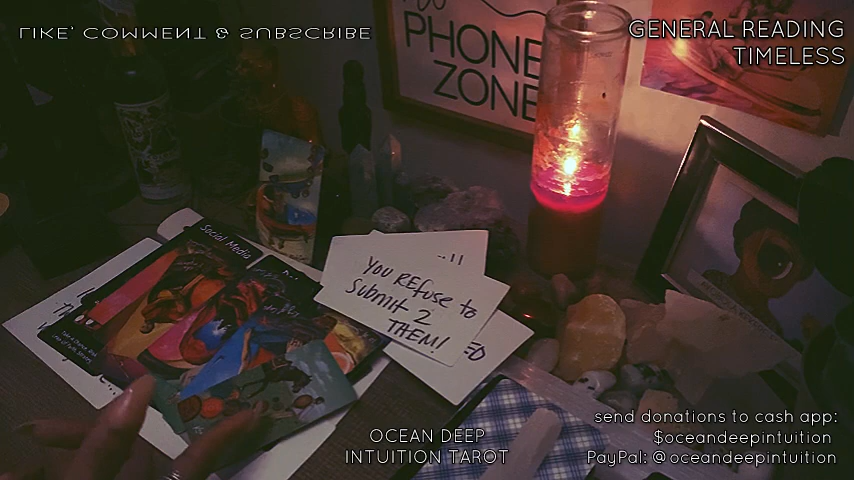 LIKE, COMMENT & SUBSCRIBE
GENERAL READING
TIMELESS
PHONE
ZONE
Social Media
YOU REFUSE to
Submit 2
THEM!
ED
OCEAN DEEP
INTUITION TAROT
send donations to cash app:
$oceandeepintuition
PayPal: @oceandeepintuition